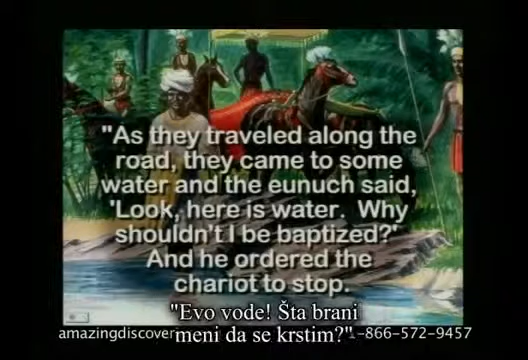 "As they traveled along the
road, they came to some
water and the eunuch said,
'Look, here is water.  Why
shouldn't I be baptized?'
And he ordered the
chariot to stop.
"Evo vode! Šta brani
meni da se krstim?"
amazingdiscover
-866-572-9457